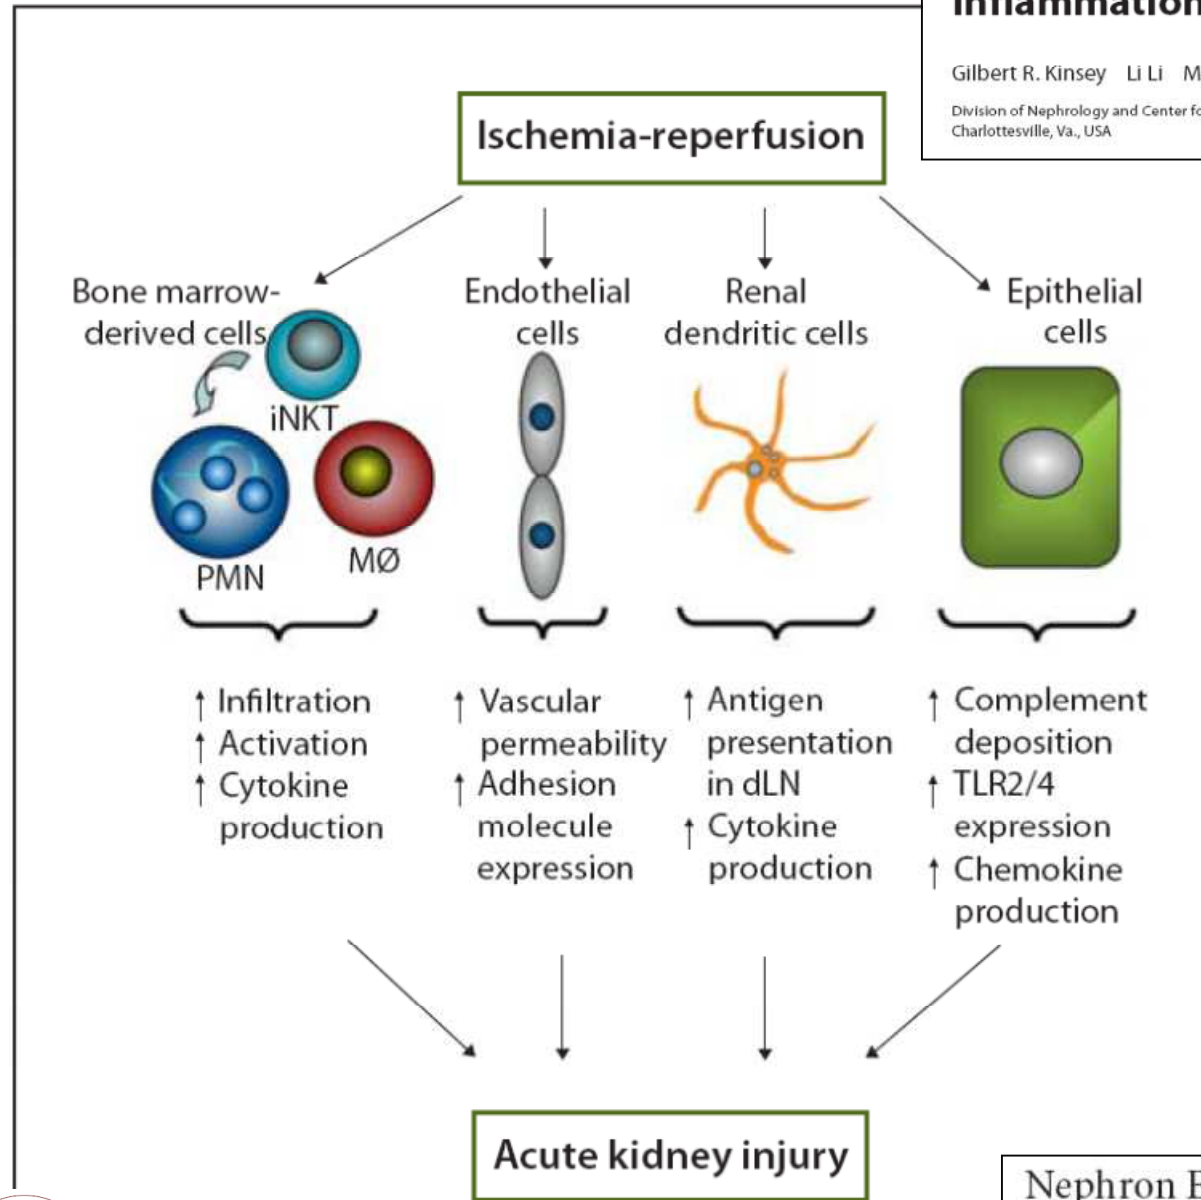 Inflammation
Gilbert R. Kinsey Li Li M
Division of Nephrology and Center fo
Charlottesville, Va., USA
Ischemia-reperfusion
Bone marrow-
derived cells
iNKT
PMN
MØ
Endothelial
cells
Renal
dendritic cells
Epithelial
cells
↑ Infiltration
↑ Activation
↑ Cytokine
production
↑ Vascular
permeability
↑ Adhesion
molecule
expression
↑ Antigen
presentation
in dLN
↑ Cytokine
production
↑ Complement
deposition
↑ TLR2/4
expression
↑ Chemokine
production
Acute kidney injury
Nephron